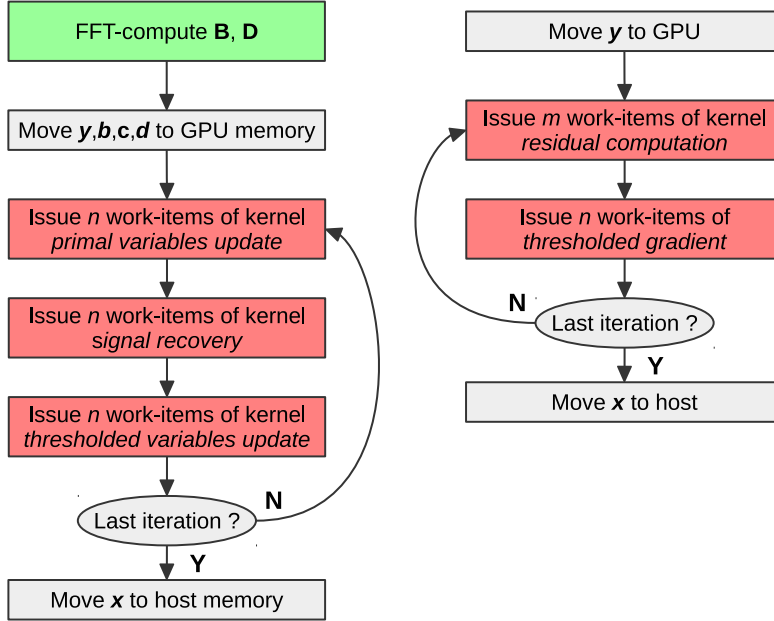 FFT-compute B, D
Move y,b,c,d to GPU memory
Issue n work-items of kernel
primal variables update
Issue n work-items of kernel
signal recovery
Issue n work-items of kernel
thresholded variables update
Last iteration ?
N
Y
Move x to host memory
Move y to GPU
Issue m work-items of kernel
residual computation
Issue n work-items of
thresholded gradient
N
Last iteration ?
Y
Move x to host